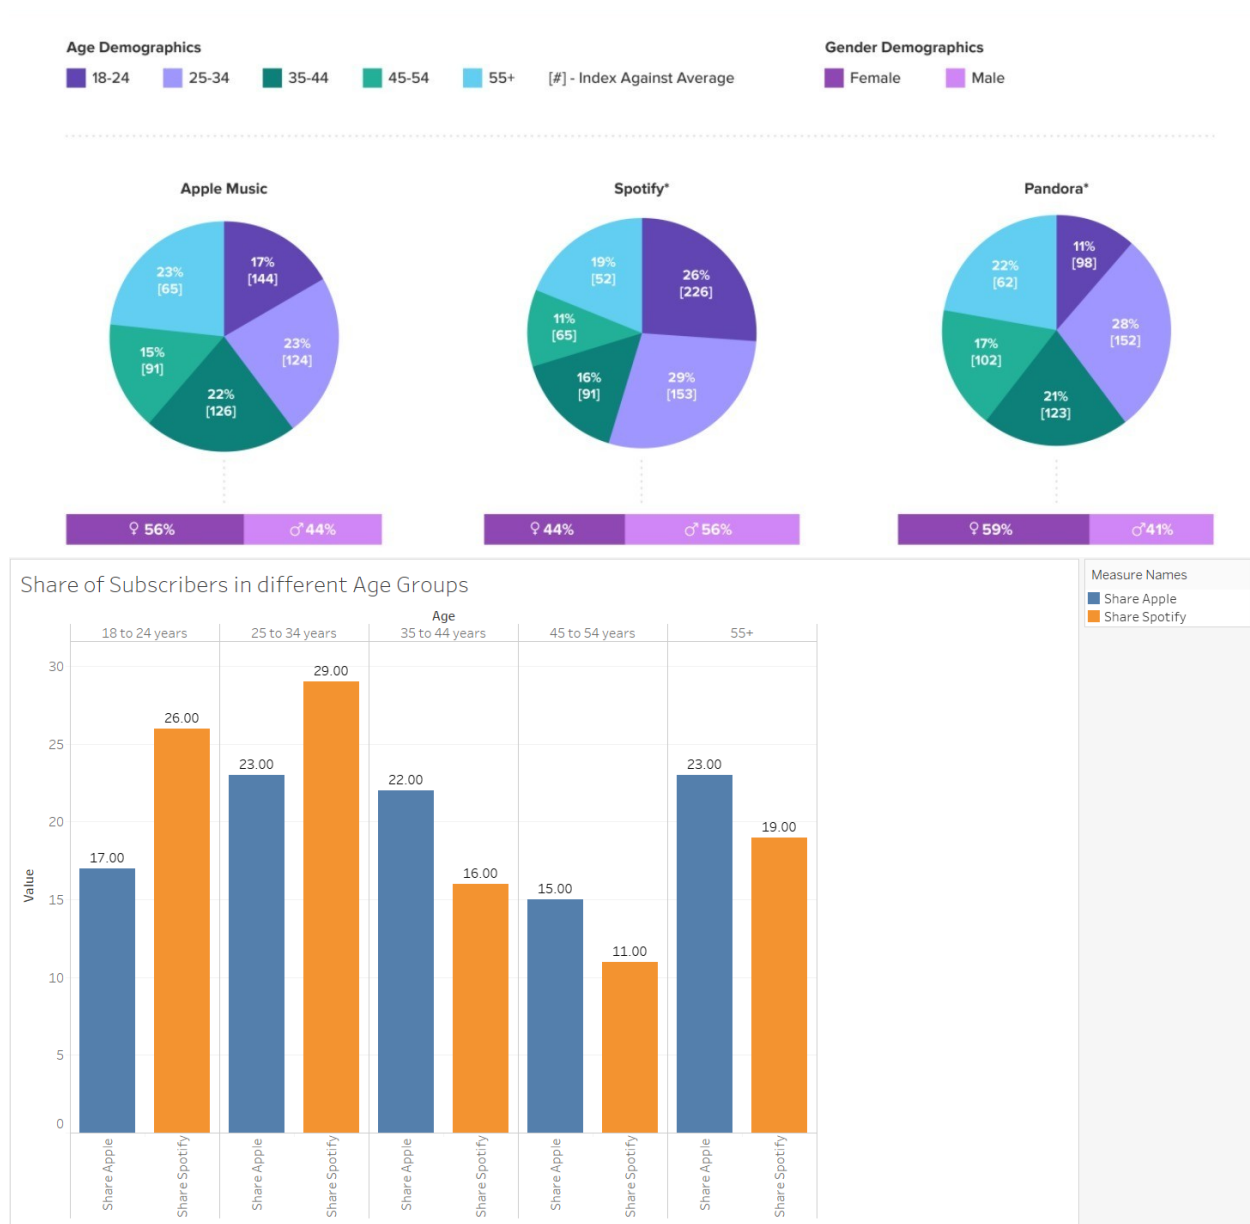 Age Demographics
Gender Demographics
18-24 25-34 35-44 45-54 55+ [#] - Index Against Average
Female Male
Apple Music
17%
[144]
23%
[124]
22%
[126]
15%
[91]
23%
[65]
♀ 56% ♂ 44%
Spotify*
26%
[226]
29%
[153]
16%
[91]
11%
[65]
19%
[52]
♀ 44% ♂ 56%
Pandora*
11%
[98]
28%
[152]
21%
[123]
17%
[102]
22%
[62]
♀ 59% ♂ 41%
Share of Subscribers in different Age Groups
Age
18 to 24 years 25 to 34 years 35 to 44 years 45 to 54 years 55+
Value
30
25
20
15
10
5
0
17.00 26.00 23.00 29.00 22.00 16.00 15.00 11.00 23.00 19.00
Share Apple Share Spotify Share Apple Share Spotify Share Apple Share Spotify Share Apple Share Spotify Share Apple Share Spotify
Measure Names
Share Apple
Share Spotify